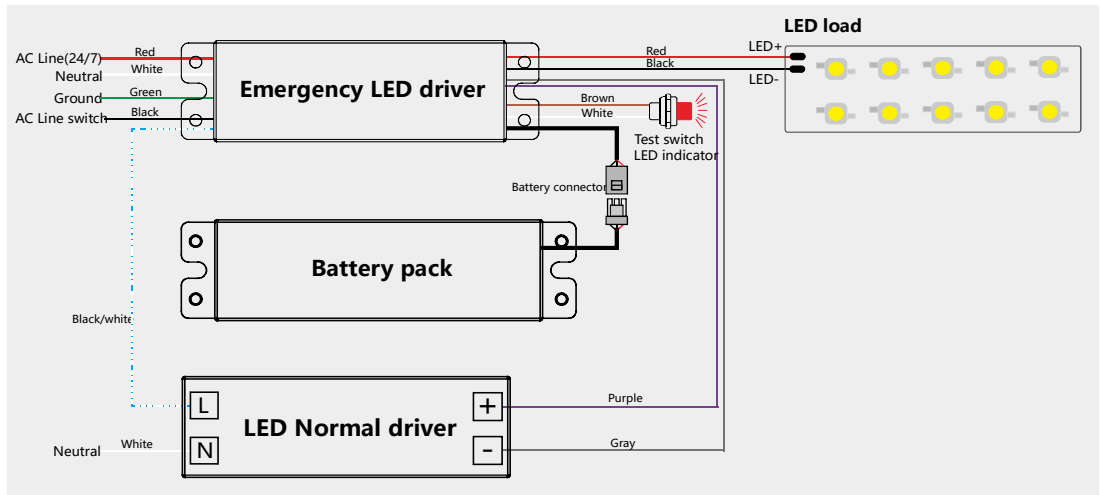 LED load
AC Line(24/7)
Red
Red
LED+
Neutral
White
Black
LED-
Emergency LED driver
Ground
Green
Brown
AC Line switch
Black
White
Test switch
LED indicator
Battery connector
Battery pack
Black/white
L
+
Purple
LED Normal driver
Neutral
White
N
-
Gray